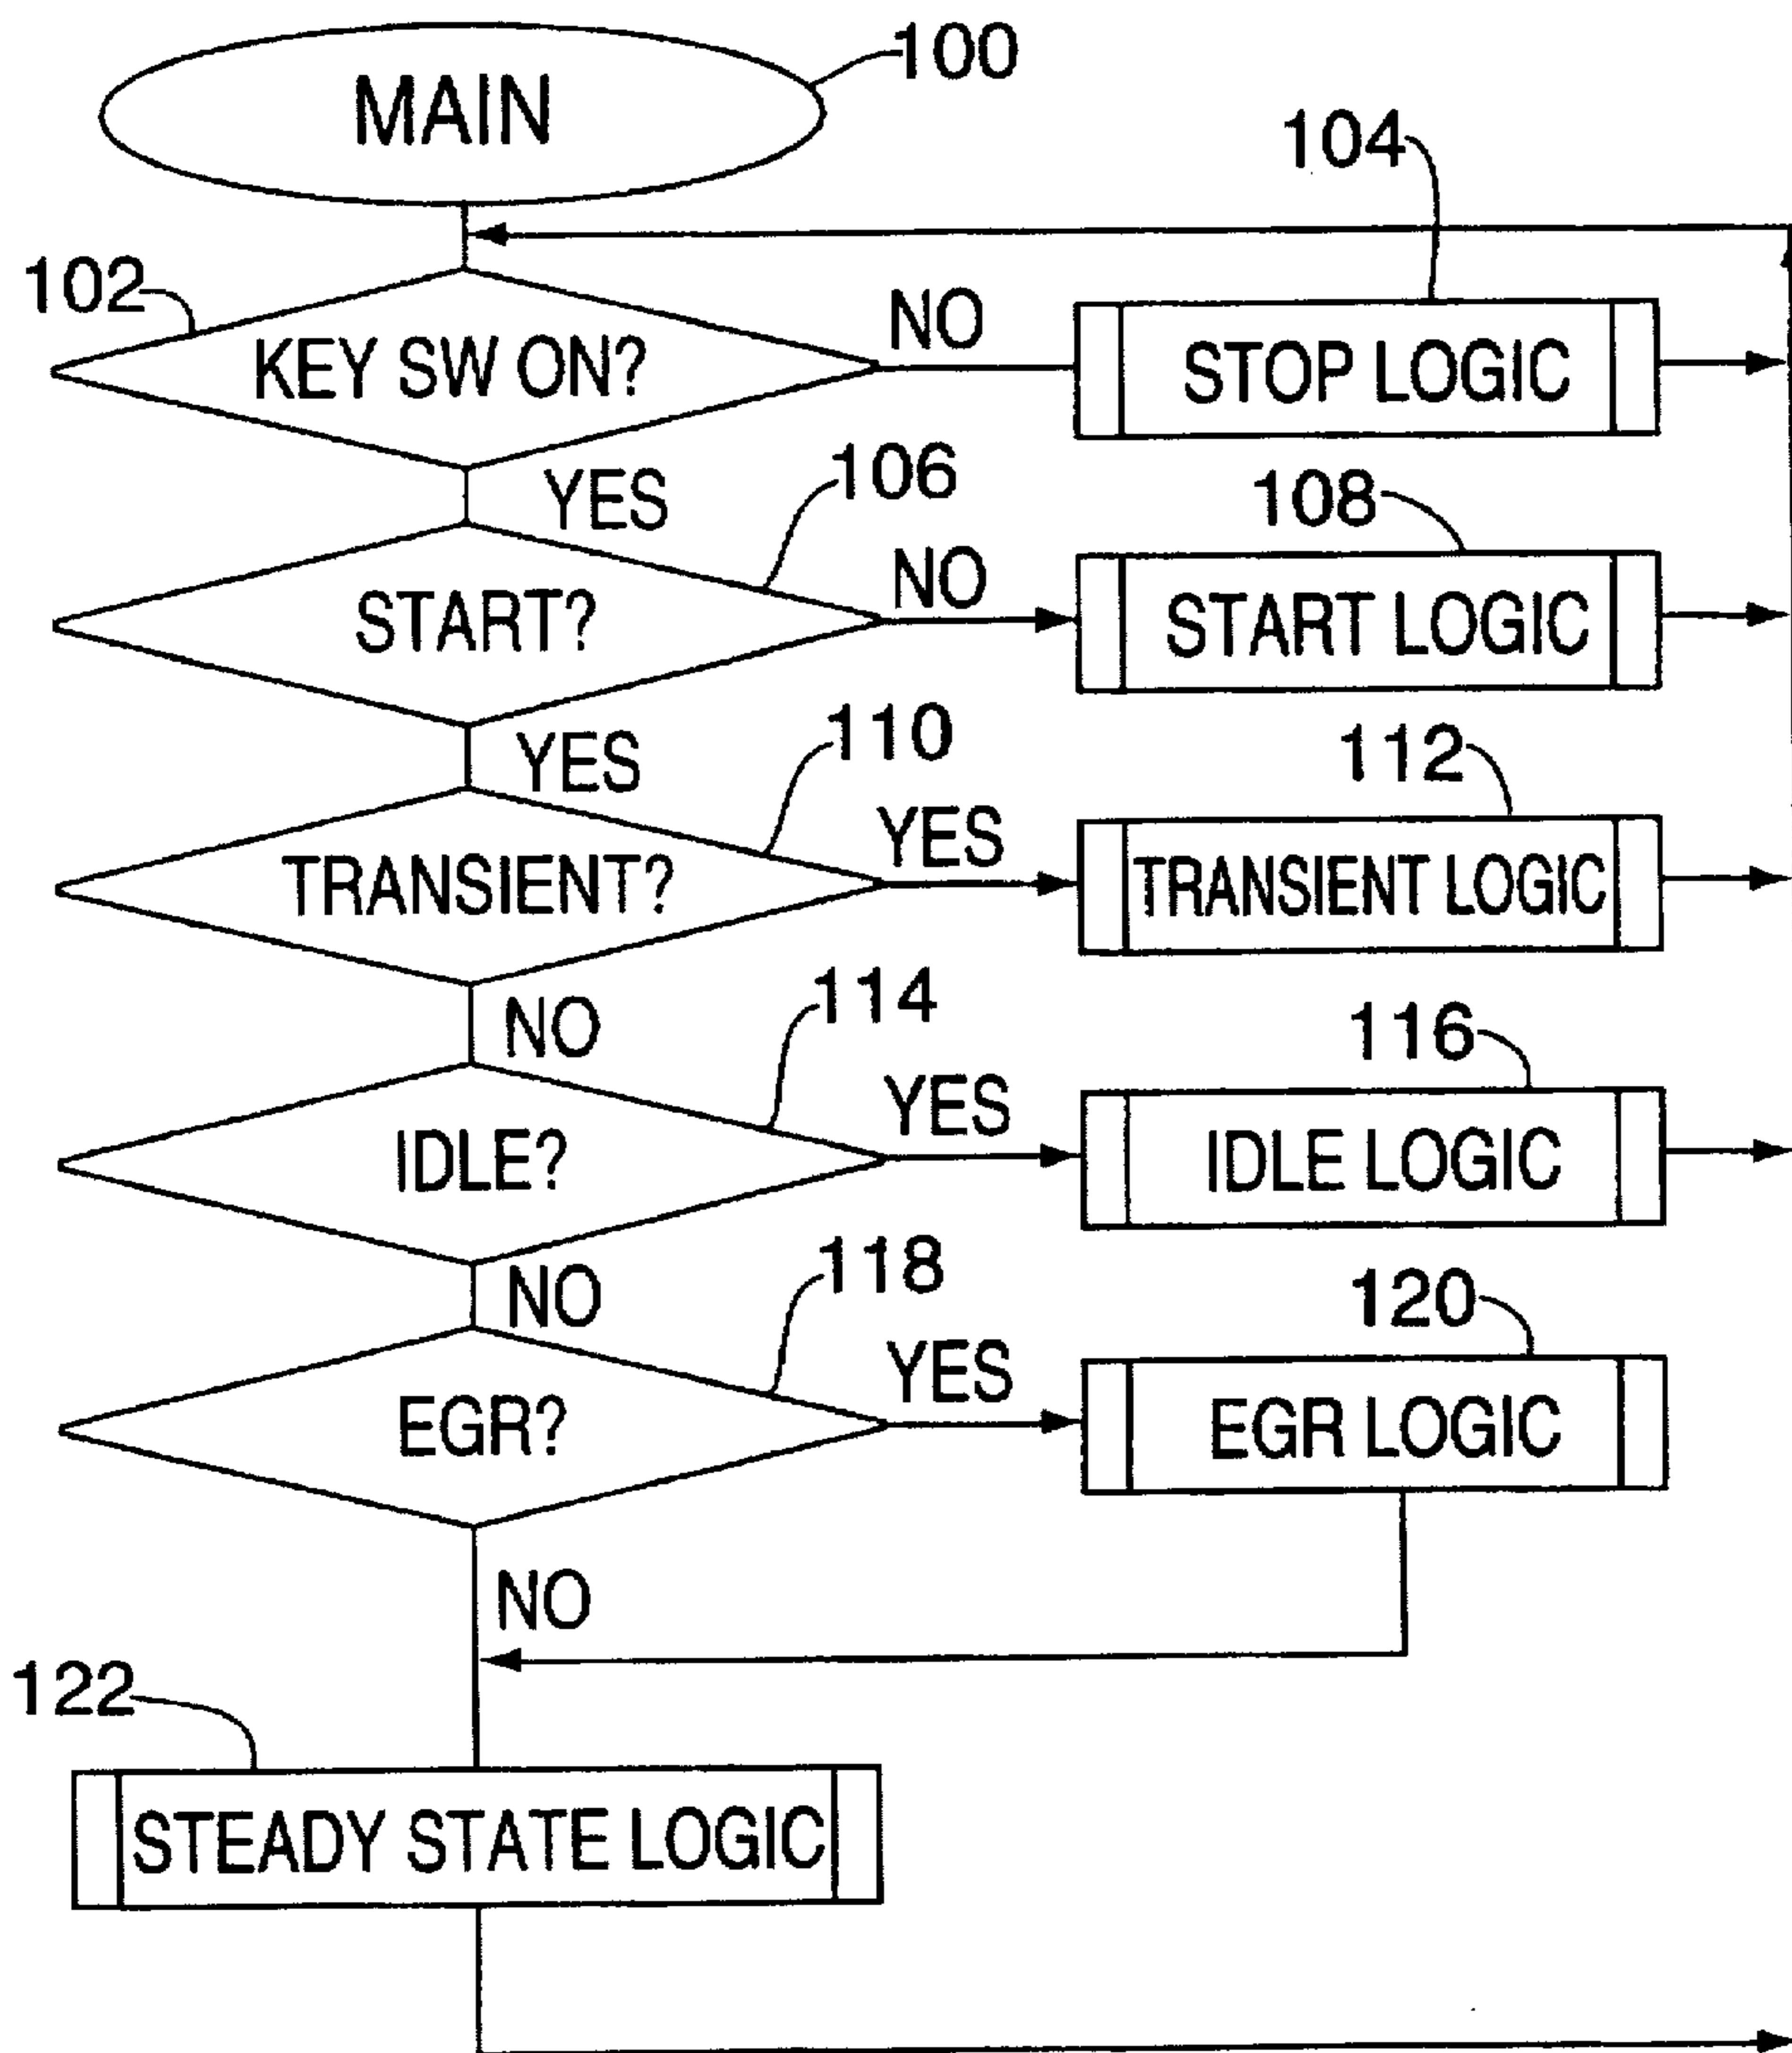 MAIN
100
104
102
KEY SW ON?
NO
STOP LOGIC
YES
106
108
START?
NO
START LOGIC
YES
110
112
TRANSIENT?
YES
TRANSIENT LOGIC
NO
114
116
IDLE?
YES
IDLE LOGIC
NO
118
120
EGR?
YES
EGR LOGIC
NO
122
STEADY STATE LOGIC